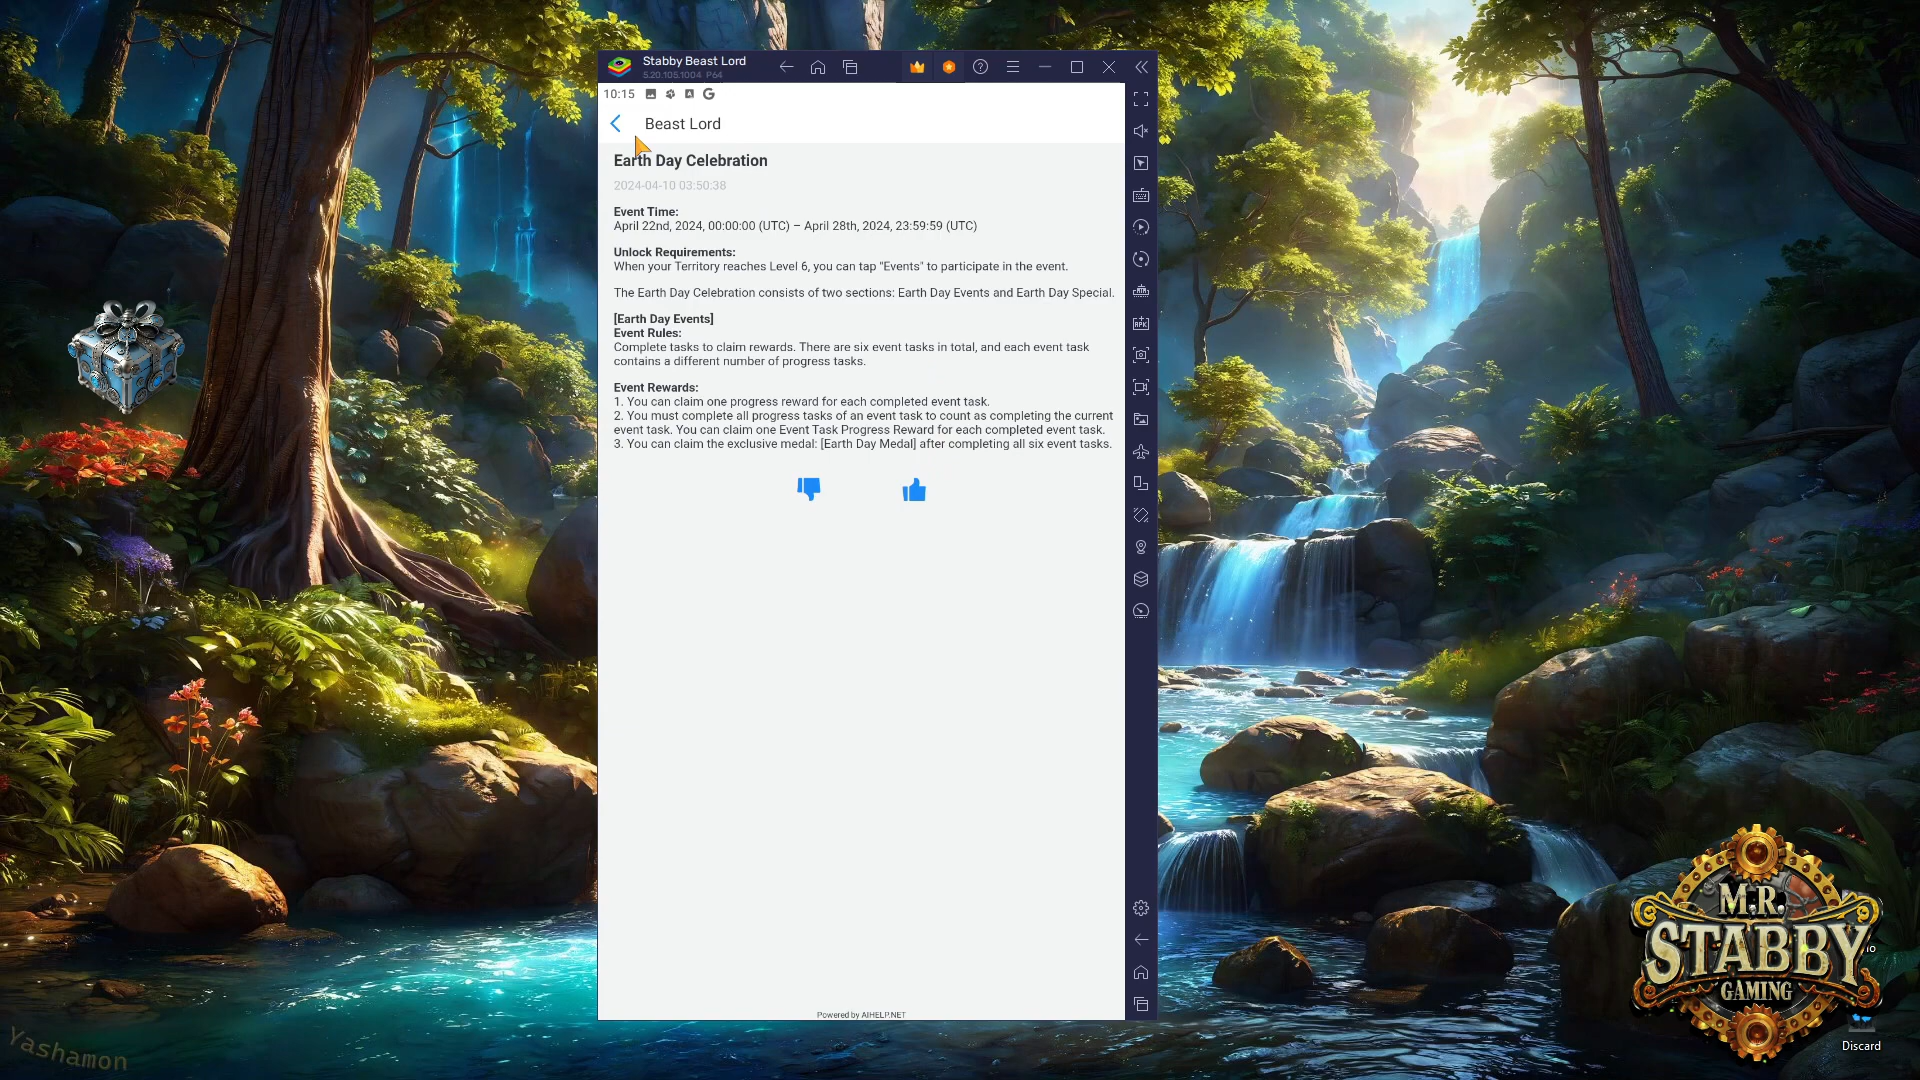 Stabby Beast Lord
5.20.105.1004 P64
10:15
Beast Lord
Earth Day Celebration
2024-04-10 03:50:38
Event Time:
April 22nd, 2024, 00:00:00 (UTC) – April 28th, 2024, 23:59:59 (UTC)
Unlock Requirements:
When your Territory reaches Level 6, you can tap "Events" to participate in the event.
The Earth Day Celebration consists of two sections: Earth Day Events and Earth Day Special.
[Earth Day Events]
Event Rules:
Complete tasks to claim rewards. There are six event tasks in total, and each event task
contains a different number of progress tasks.
Event Rewards:
1. You can claim one progress reward for each completed event task.
2. You must complete all progress tasks of an event task to count as completing the current
event task. You can claim one Event Task Progress Reward for each completed event task.
3. You can claim the exclusive medal: [Earth Day Medal] after completing all six event tasks.
Powered by AIHELP.NET
M.R.
STABBY
GAMING
Discard
Yashamon